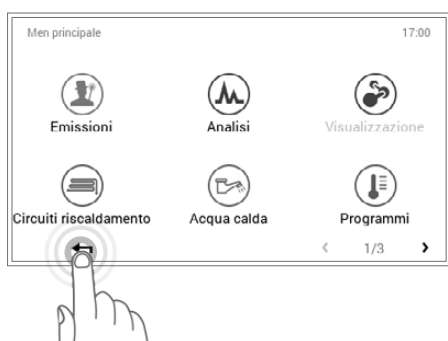 Men principale 17:00
Emissioni Analisi Visualizzazione
Circuiti riscaldamento Acqua calda Programmi
1/3